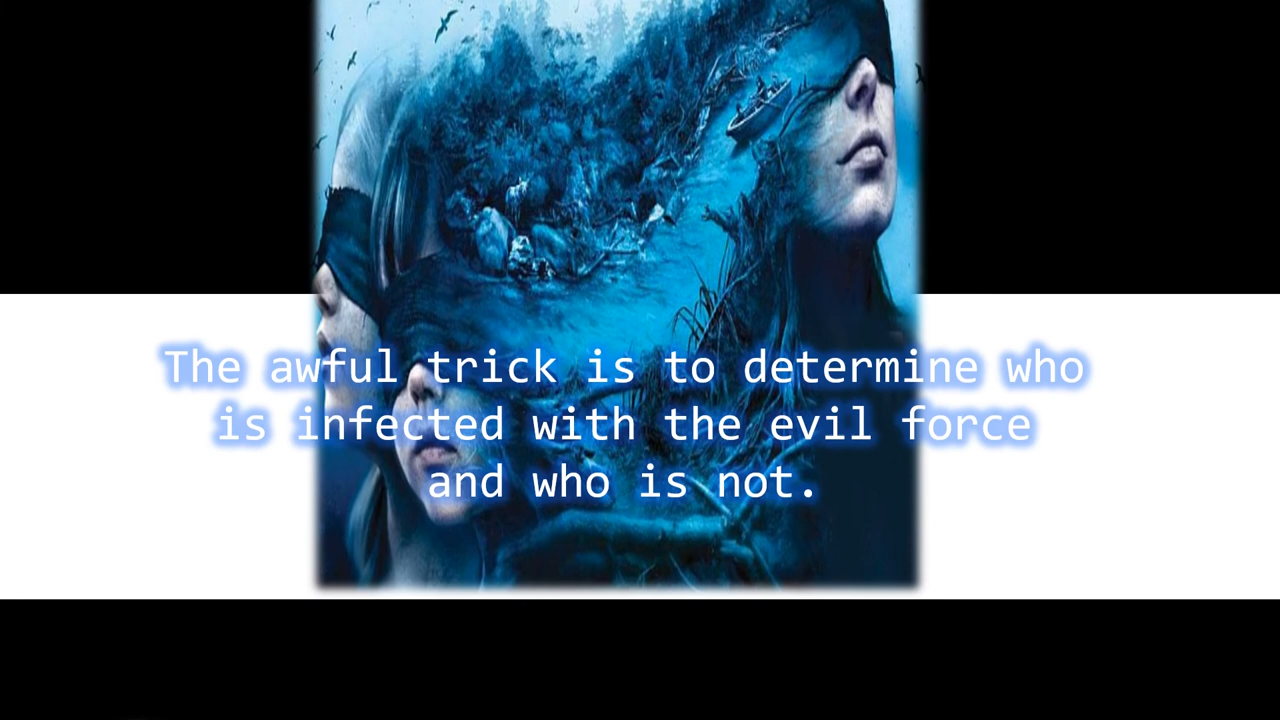 The awful trick is to determine who
is infected with the evil force
and who is not.